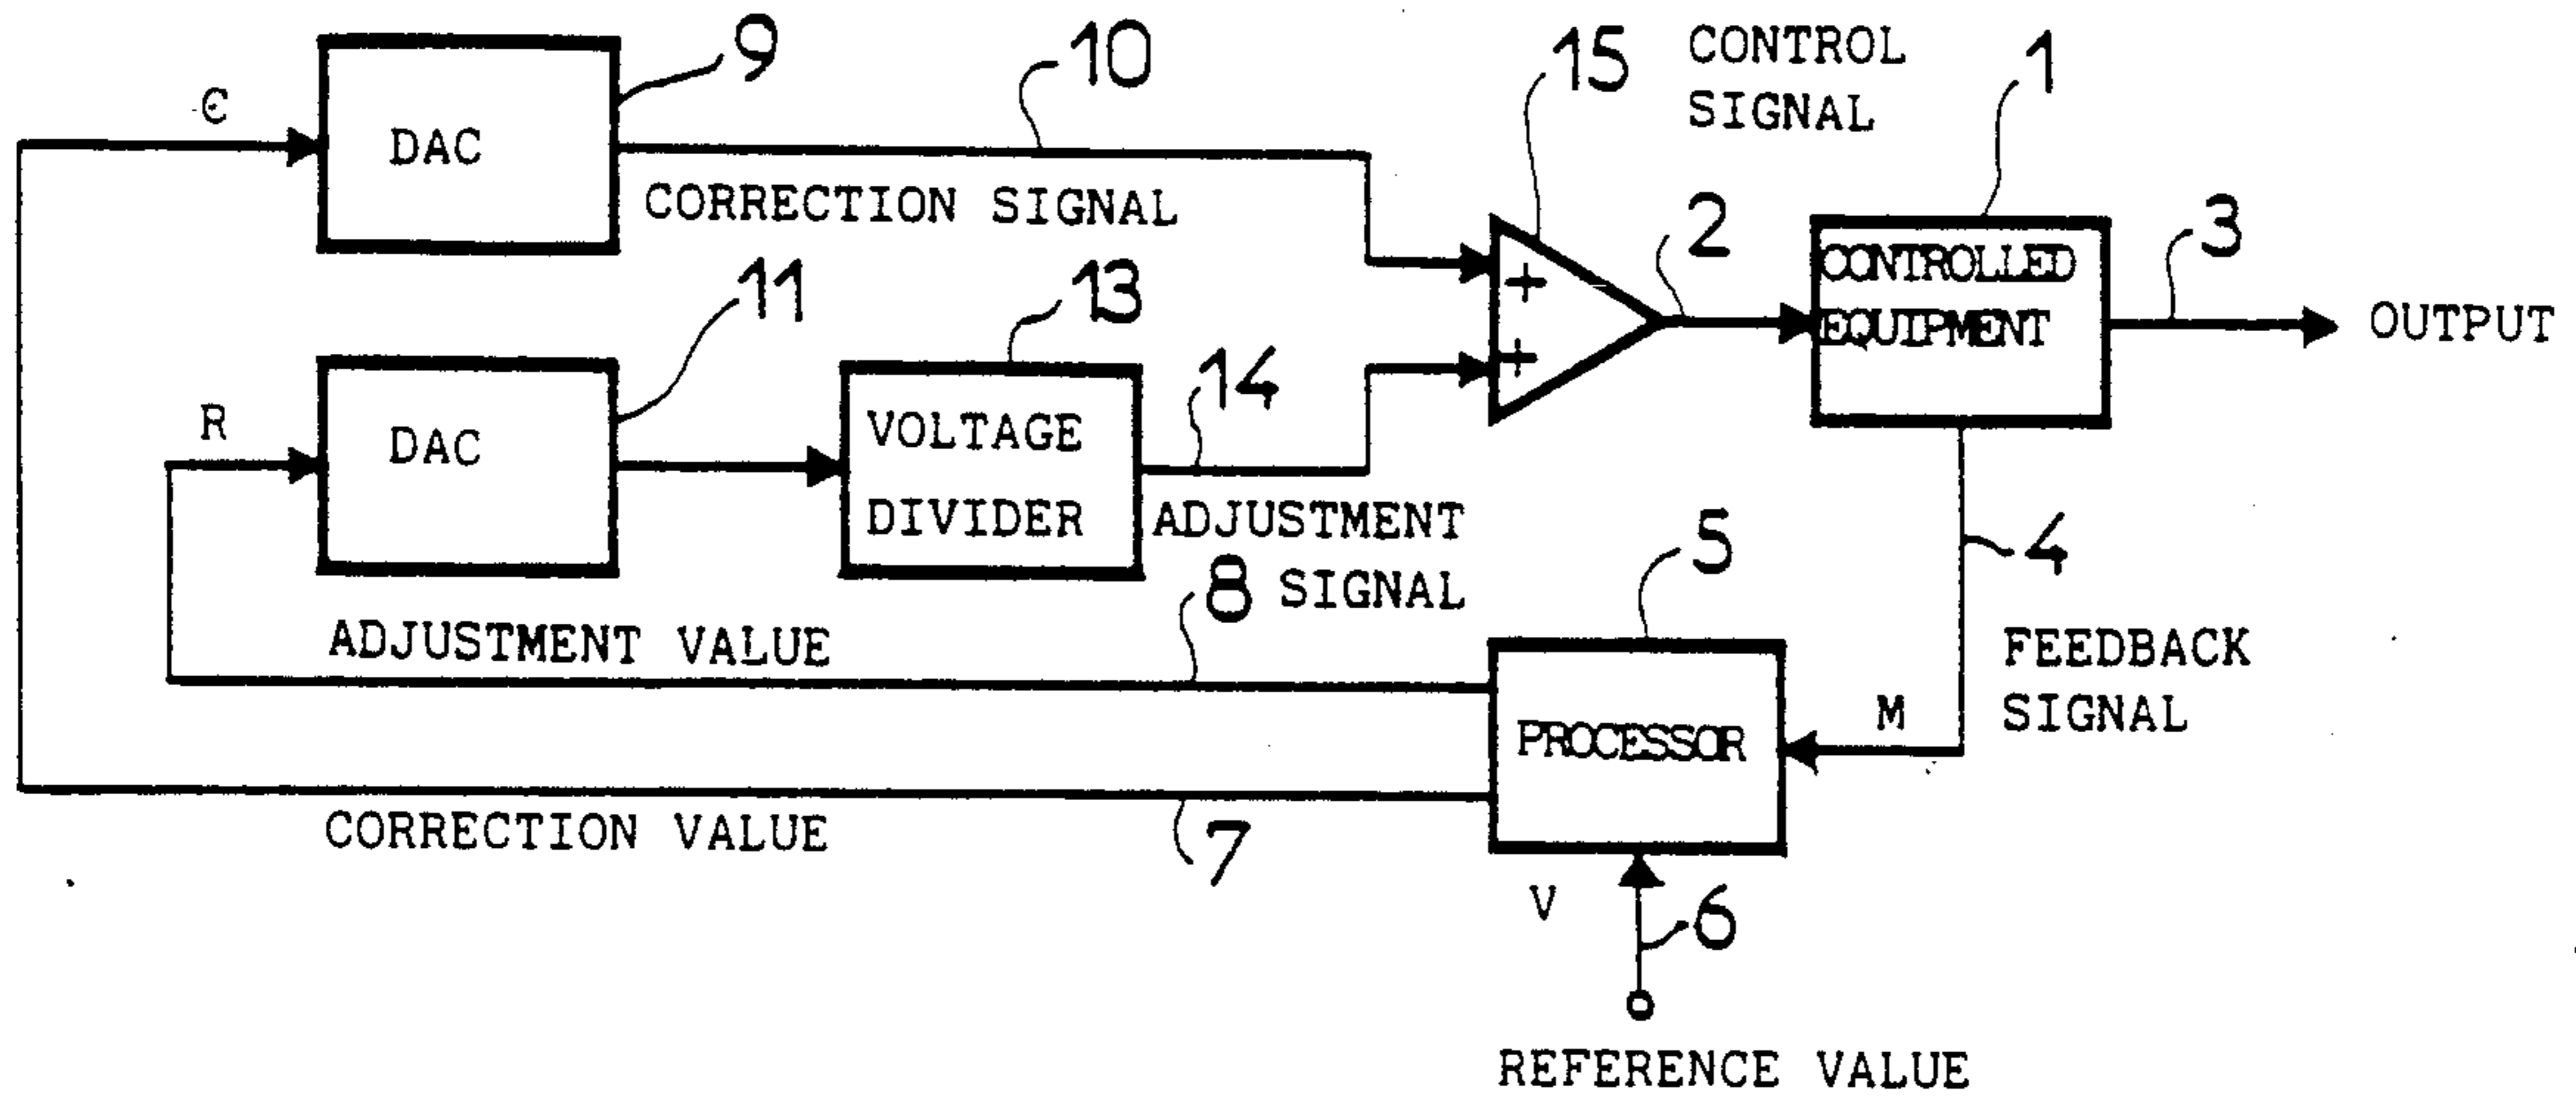 9
10
15
CONTROL
SIGNAL
1
C
DAC
CORRECTION SIGNAL
2
3
11
13
+
CONTROLLED
EQUIPMENT
OUTPUT
+
14
R
DAC
VOLTAGE
DIVIDER
ADJUSTMENT
SIGNAL
8
5
4
ADJUSTMENT VALUE
FEEDBACK
SIGNAL
M
PROCESSOR
CORRECTION VALUE
7
V
6
REFERENCE VALUE